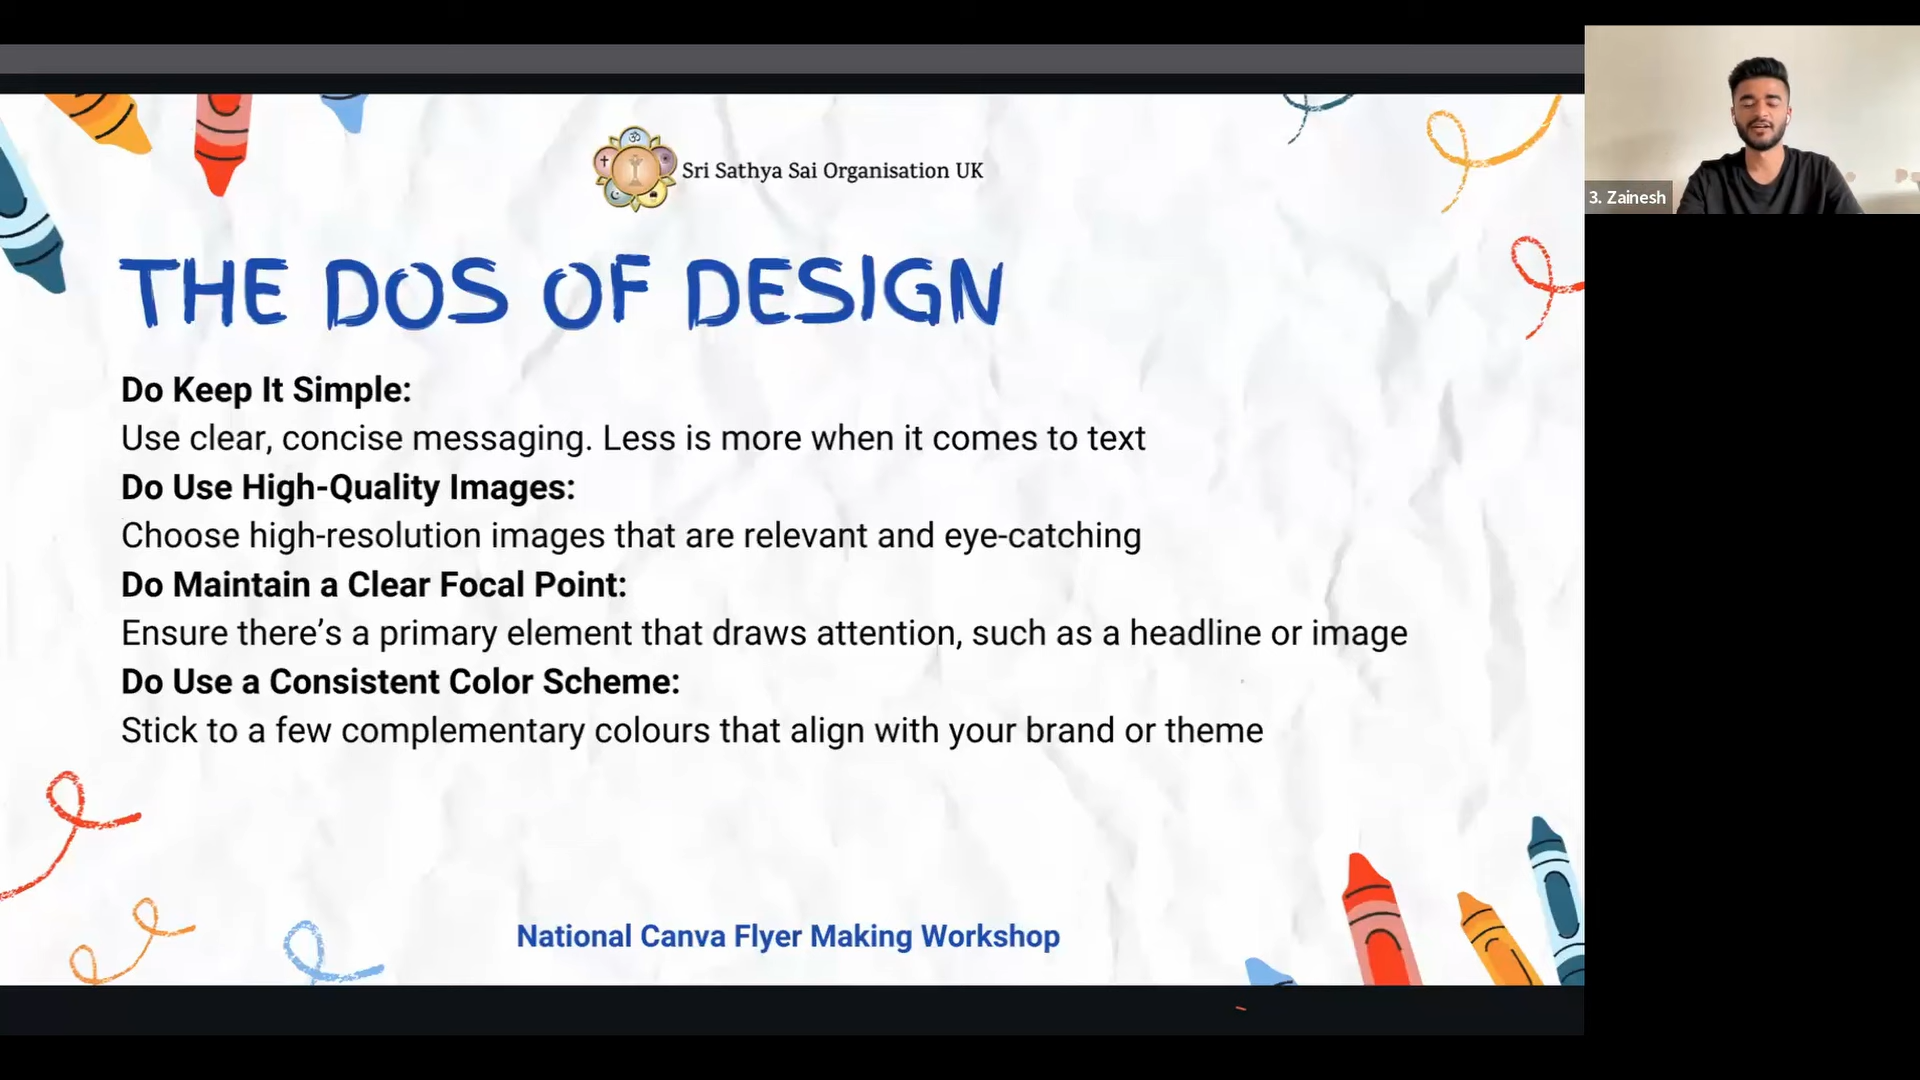 Sri Sathya Sai Organisation UK
3. Zainesh
THE DOS OF DESIGN
Do Keep It Simple:
Use clear, concise messaging. Less is more when it comes to text
Do Use High-Quality Images:
Choose high-resolution images that are relevant and eye-catching
Do Maintain a Clear Focal Point:
Ensure there’s a primary element that draws attention, such as a headline or image
Do Use a Consistent Color Scheme:
Stick to a few complementary colours that align with your brand or theme
National Canva Flyer Making Workshop